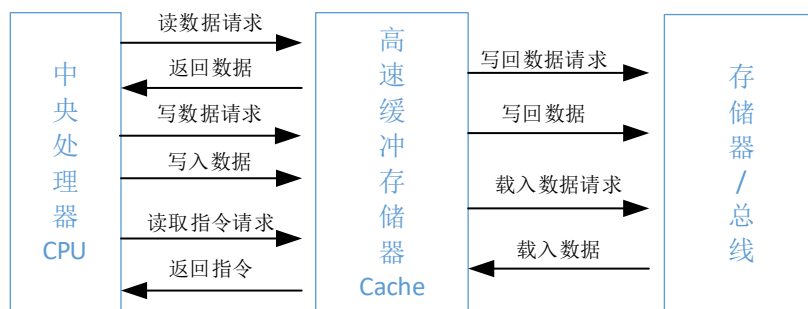 中央处理器
CPU
读数据请求
返回数据
写数据请求
写入数据
读取指令请求
返回指令
高速缓冲存储器
Cache
写回数据请求
写回数据
载入数据请求
载入数据
存储器/总线